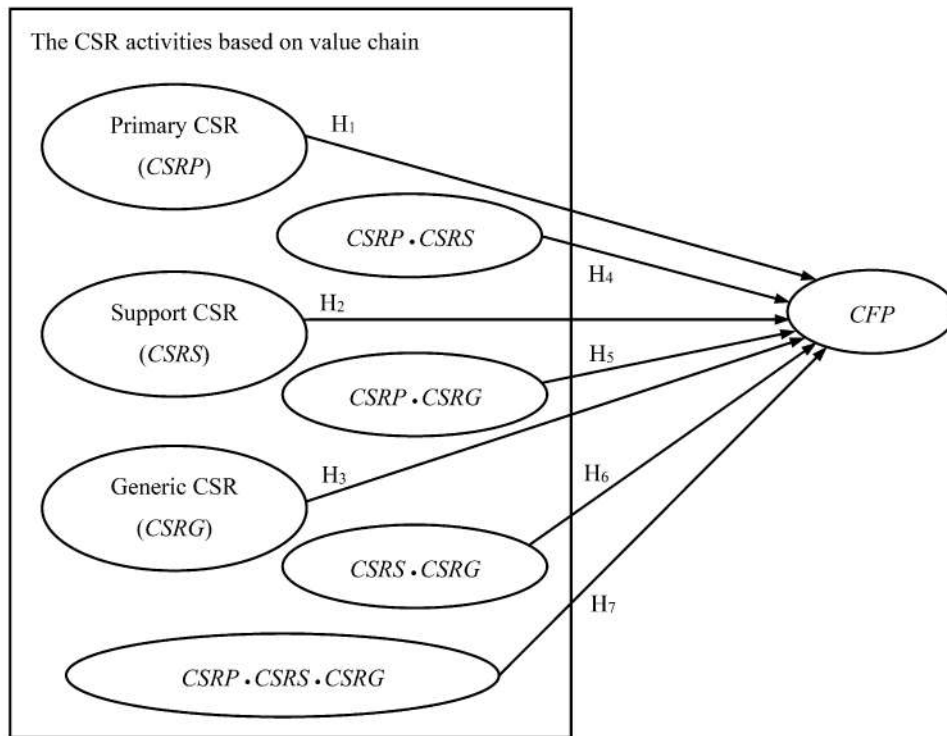 The CSR activities based on value chain
Primary CSR
(CSRP)
H₁
CSRP • CSRS
H₄
Support CSR
(CSRS)
H₂
CFP
CSRP • CSRG
H₅
Generic CSR
(CSRG)
H₃
H₆
CSRS • CSRG
H₇
CSRP • CSRS • CSRG